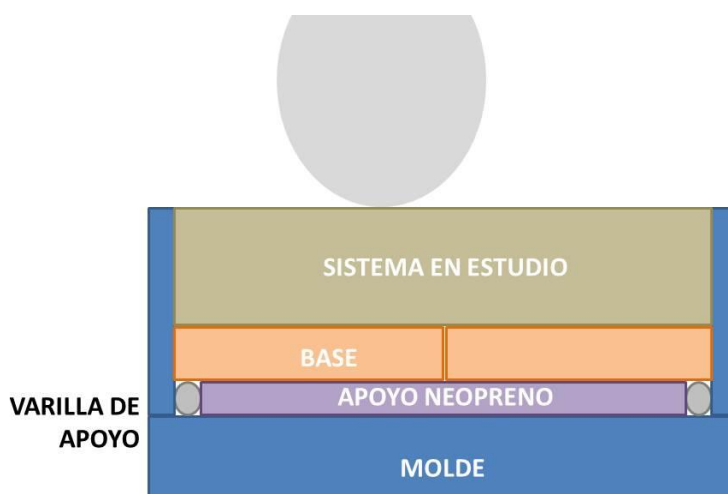 SISTEMA EN ESTUDIO
BASE
APOYO NEOPRENO
VARILLA DE
APOYO
MOLDE